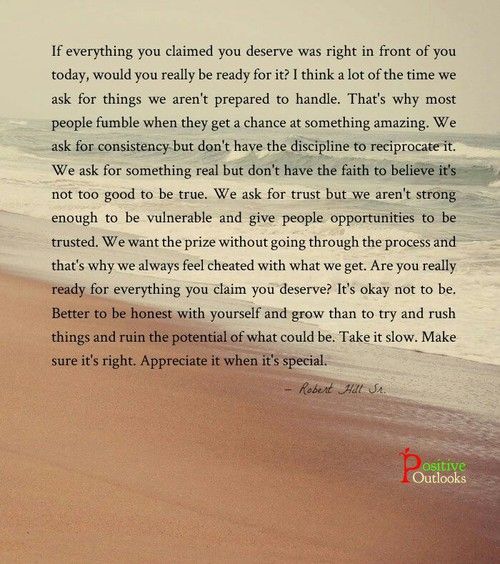 If everything you claimed you deserve was right in front of you
today, would you really be ready for it? I think a lot of the time we
ask for things we aren't prepared to handle. That's why most
people fumble when they get a chance at something amazing. We
ask for consistency but don't have the discipline to reciprocate it.
We ask for something real but don't have the faith to believe it's
not too good to be true. We ask for trust but we aren't strong
enough to be vulnerable and give people opportunities to be
trusted. We want the prize without going through the process and
that's why we always feel cheated with what we get. Are you really
ready for everything you claim you deserve? It's okay not to be.
Better to be honest with yourself and grow than to try and rush
things and ruin the potential of what could be. Take it slow. Make
sure it's right. Appreciate it when it's special.
– Robert Hill Sr.
Positive
Outlooks